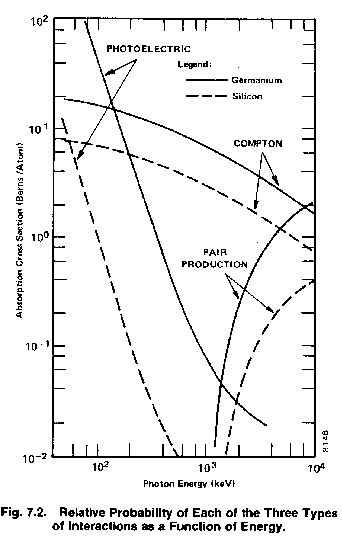 10²
PHOTOELECTRIC
Legend:
Germanium
Silicon
10¹
COMPTON
10⁰
PAIR
PRODUCTION
10⁻¹
10⁻²
10²
10³
10⁴
Absorption Cross Section (Barns/Atom)
Photon Energy (keV)
Fig. 7.2. Relative Probability of Each of the Three Types
of Interactions as a Function of Energy.